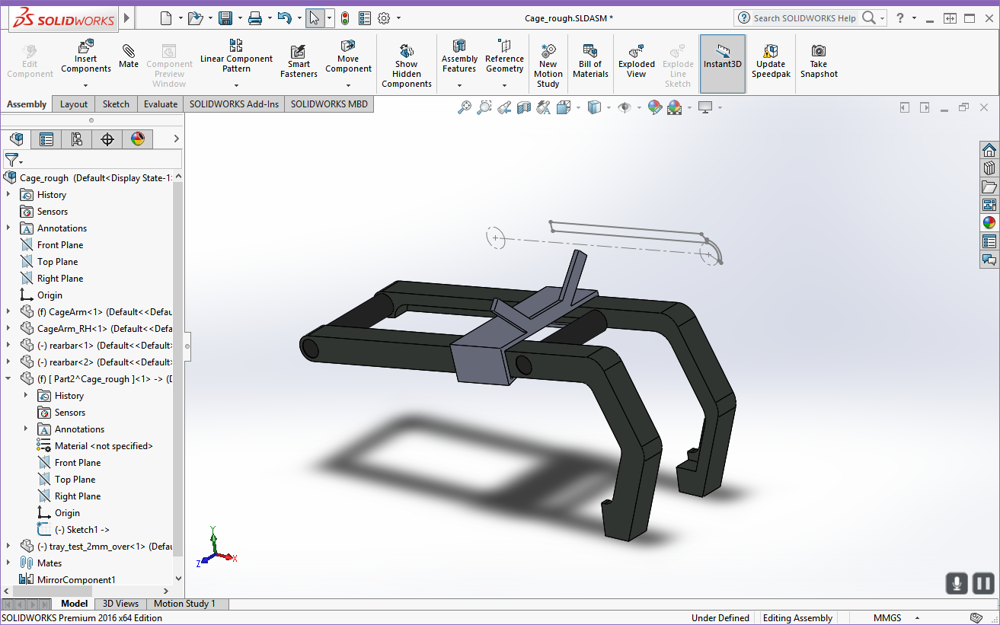 SOLIDWORKS
Cage_rough.SLDASM *
Search SOLIDWORKS Help
?
Edit Component
Insert Components
Mate
Component Preview Window
Linear Component Pattern
Smart Fasteners
Move Component
Show Hidden Components
Assembly Features
Reference Geometry
New Motion Study
Bill of Materials
Exploded View
Explode Line Sketch
Instant3D
Update Speedpak
Take Snapshot
Assembly Layout Sketch Evaluate SOLIDWORKS Add-Ins SOLIDWORKS MBD
Cage_rough (Default<Display State-1
History
Sensors
Annotations
Front Plane
Top Plane
Right Plane
Origin
(f) CageArm<1> (Default<<Defa
CageArm_RH<1> (Default<<Defa
(-) rearbar<1> (Default<<Default
(-) rearbar<2> (Default<<Default
(f) [ Part2^Cage_rough ]<1> -> (D
History
Sensors
Annotations
Material <not specified>
Front Plane
Top Plane
Right Plane
Origin
(-) Sketch1 ->
(-) tray_test_2mm_over<1> (Defau
Mates
MirrorComponent1
Y
X
Z
Model 3D Views Motion Study 1
SOLIDWORKS Premium 2016 x64 Edition
Under Defined Editing Assembly MMGS